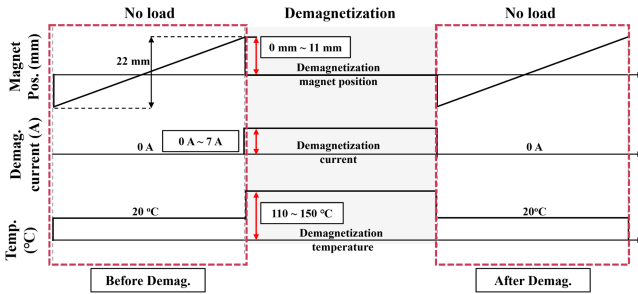 No load
Demagnetization
No load
Magnet
Pos. (mm)
22 mm
0 mm ~ 11 mm
Demagnetization
magnet position
Demag.
current (A)
0 A
0 A ~ 7 A
Demagnetization
current
0 A
Temp.
(℃)
20 ℃
110 ~ 150 ℃
Demagnetization
temperature
20℃
Before Demag.
After Demag.